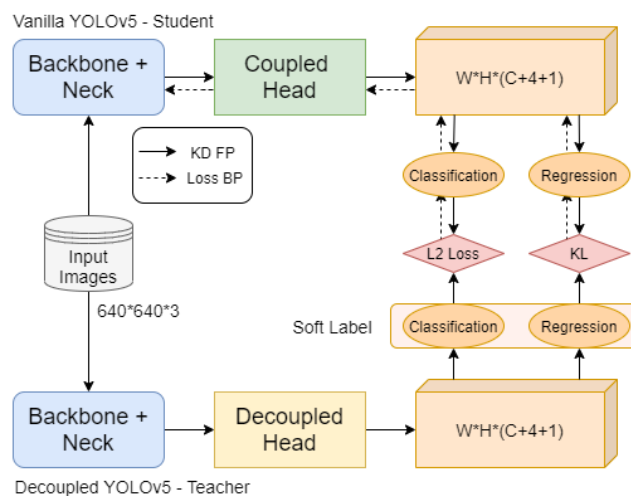 Vanilla YOLOv5 - Student
Backbone +
Neck
Coupled
Head
W*H*(C+4+1)
KD FP
Loss BP
Classification
Regression
Input
Images
L2 Loss
KL
640*640*3
Soft Label
Classification
Regression
Backbone +
Neck
Decoupled
Head
W*H*(C+4+1)
Decoupled YOLOv5 - Teacher